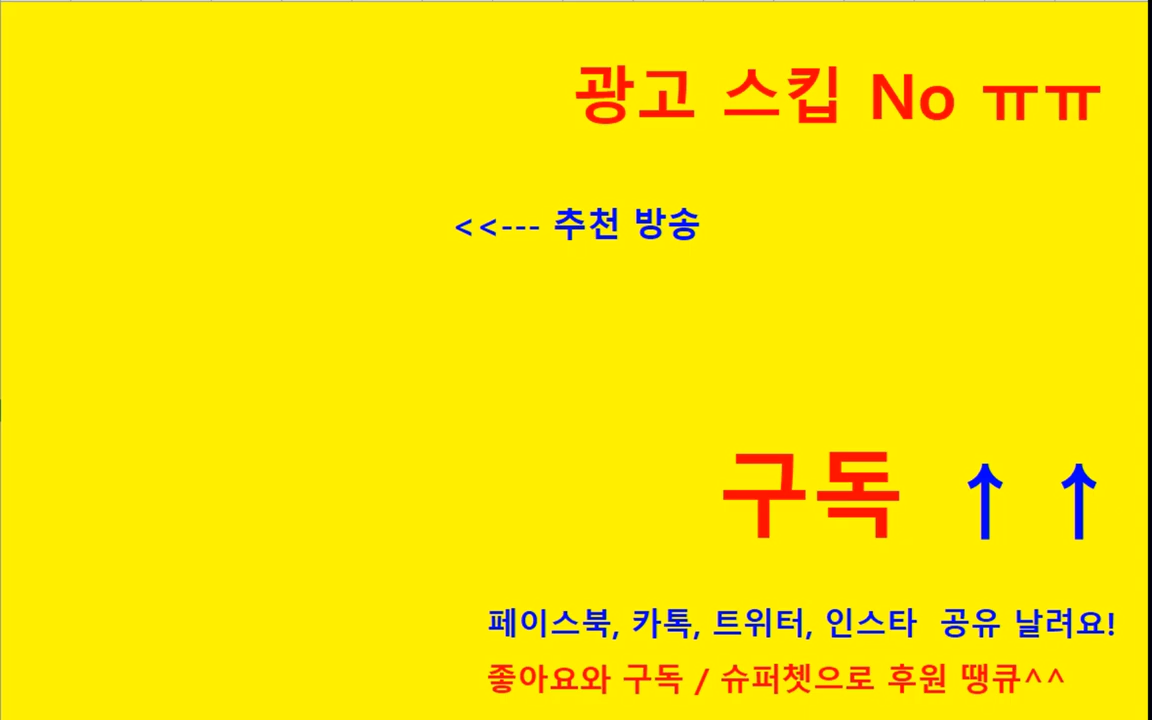 광고 스킵 No ㅠㅠ
<<--- 추천 방송
구독 ↑ ↑
페이스북, 카톡, 트위터, 인스타 공유 날려요!
좋아요와 구독 / 슈퍼쳇으로 후원 땡큐^^